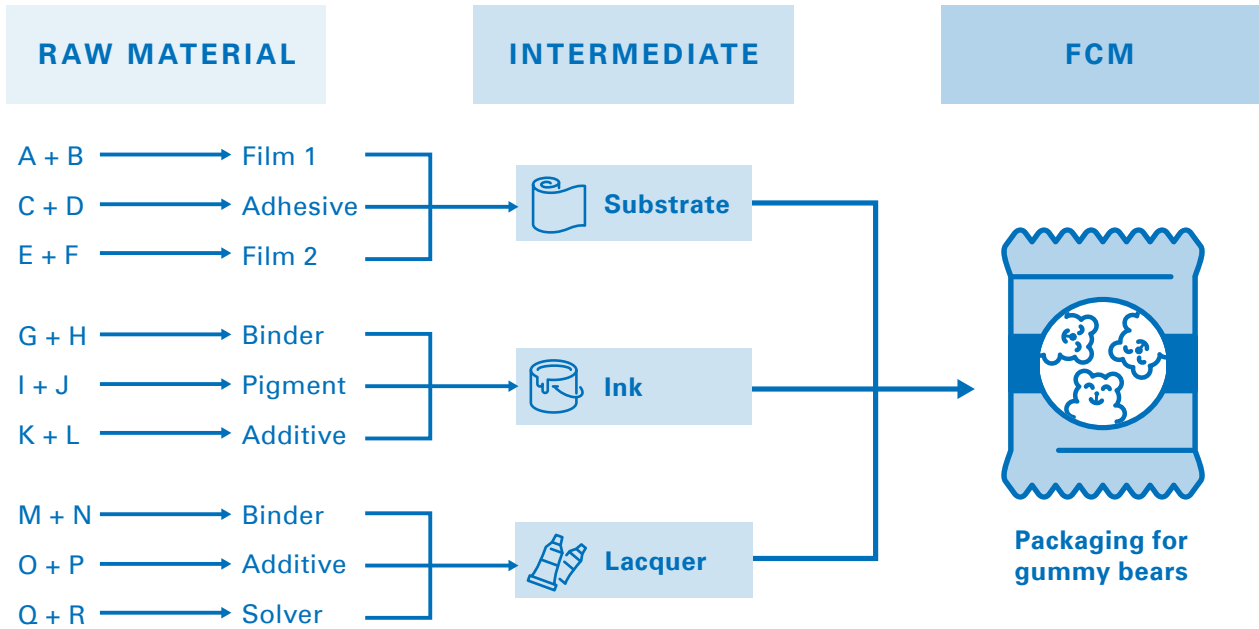 RAW MATERIAL
INTERMEDIATE
FCM
A + B
Film 1
C + D
Adhesive
E + F
Film 2
Substrate
G + H
Binder
I + J
Pigment
K + L
Additive
Ink
M + N
Binder
O + P
Additive
Q + R
Solver
Lacquer
Packaging for
gummy bears